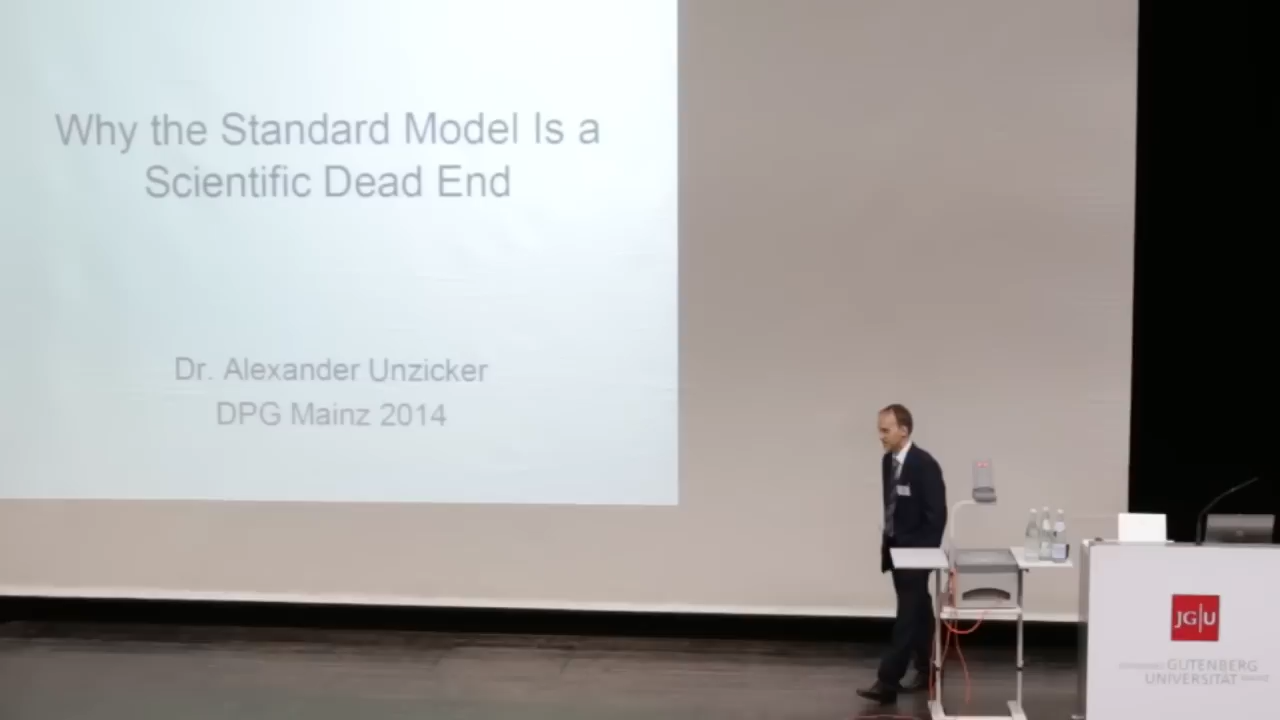 Why the Standard Model Is a
Scientific Dead End
Dr. Alexander Unzicker
DPG Mainz 2014
JG|U
GUTENBERG
UNIVERSITÄT